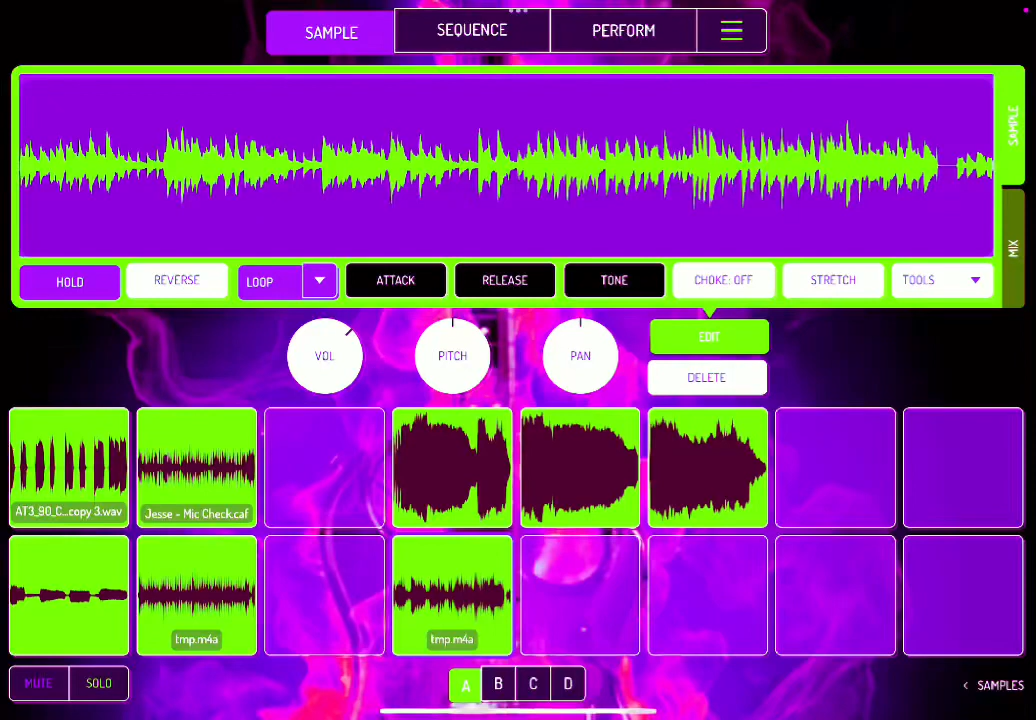 SAMPLE
SEQUENCE
PERFORM
SAMPLE
MIX
HOLD
REVERSE
LOOP
ATTACK
RELEASE
TONE
CHOKE: OFF
STRETCH
TOOLS
VOL
PITCH
PAN
EDIT
DELETE
AT3_90_C...copy 3.wav
Jesse - Mic Check.caf
tmp.m4a
tmp.m4a
MUTE
SOLO
A
B
C
D
< SAMPLES